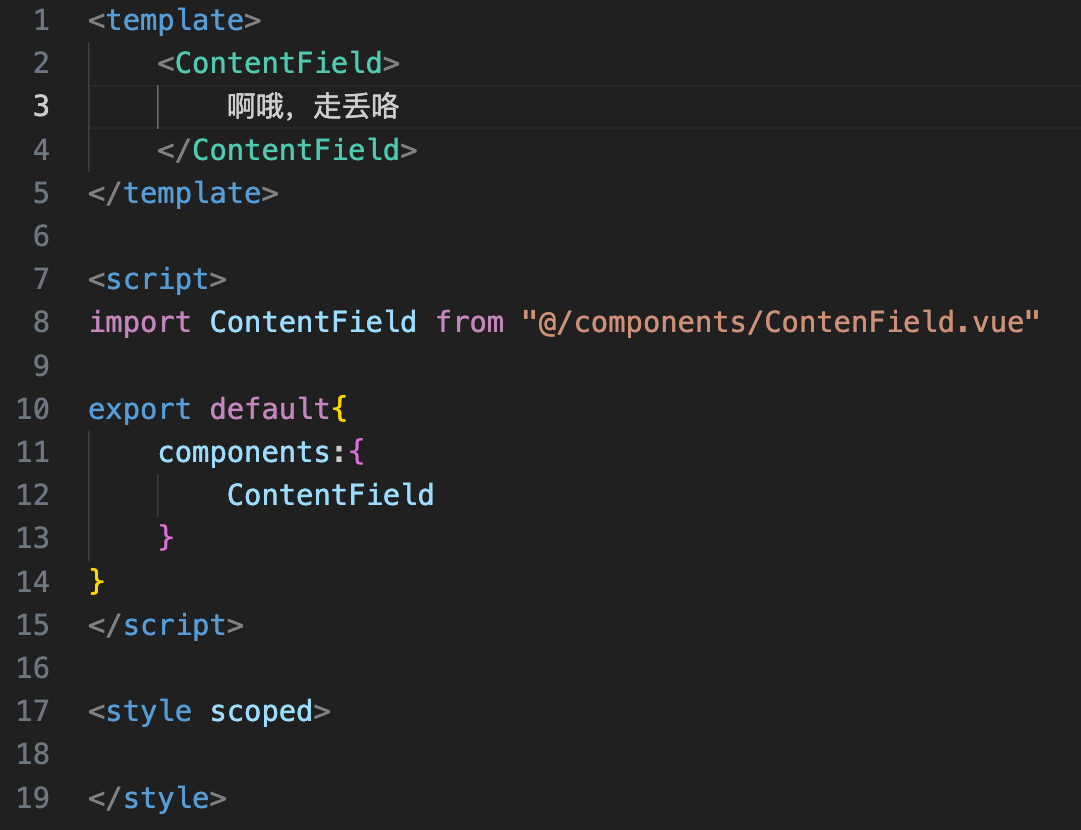 1 <template>
2     <ContentField>
3         啊哦，走丢咯
4     </ContentField>
5 </template>
6
7 <script>
8 import ContentField from "@/components/ContenField.vue"
9
10 export default{
11     components:{
12         ContentField
13     }
14 }
15 </script>
16
17 <style scoped>
18
19 </style>